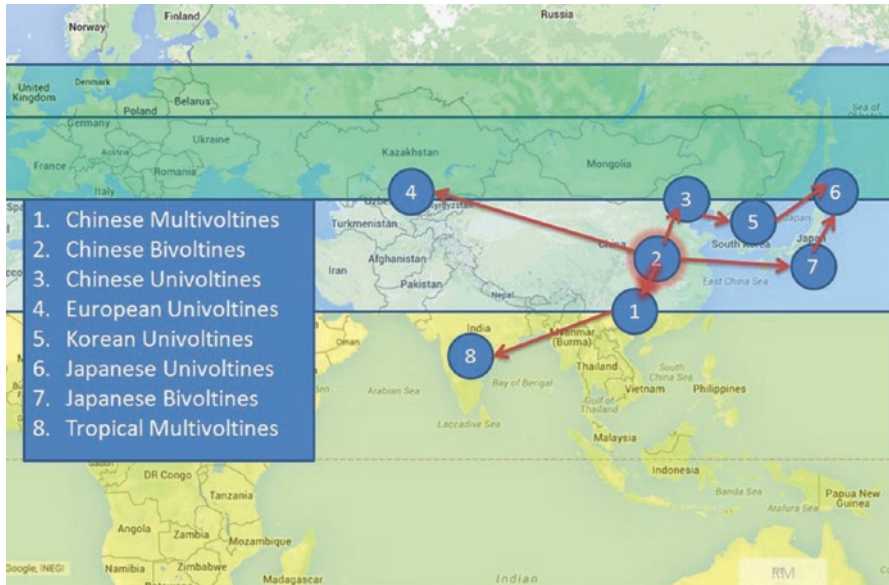 Norway
Finland
Russia
United
Kingdom
Denmark
Poland
Belarus
Germany
Ukraine
Austria
France
Romania
Italy
Kazakhstan
Mongolia
Sea of
4
3
5
6
2
7
1
8
Kyrgyzstan
Turkmenistan
Afghanistan
Iran
Pakistan
Nepal
China
South Korea
Japan
Japan
East China Sea
1. Chinese Multivoltines
2. Chinese Bivoltines
3. Chinese Univoltines
4. European Univoltines
5. Korean Univoltines
6. Japanese Univoltines
7. Japanese Bivoltines
8. Tropical Multivoltines
India
Oman
Myanmar
(Burma)
Thailand
Vietnam
South
China Sea
Philippines
Arabian Sea
Bay of Bengal
Gulf of
Thailand
Laccadive Sea
Malaysia
Indonesia
Banda Sea
Arafura Sea
Papua New
Guinea
Gabon
DR Congo
Tanzania
Angola
Zambia
Mozambique
Namibia
Zimbabwe
Madagascar
Google, INEGI
Indian
RM